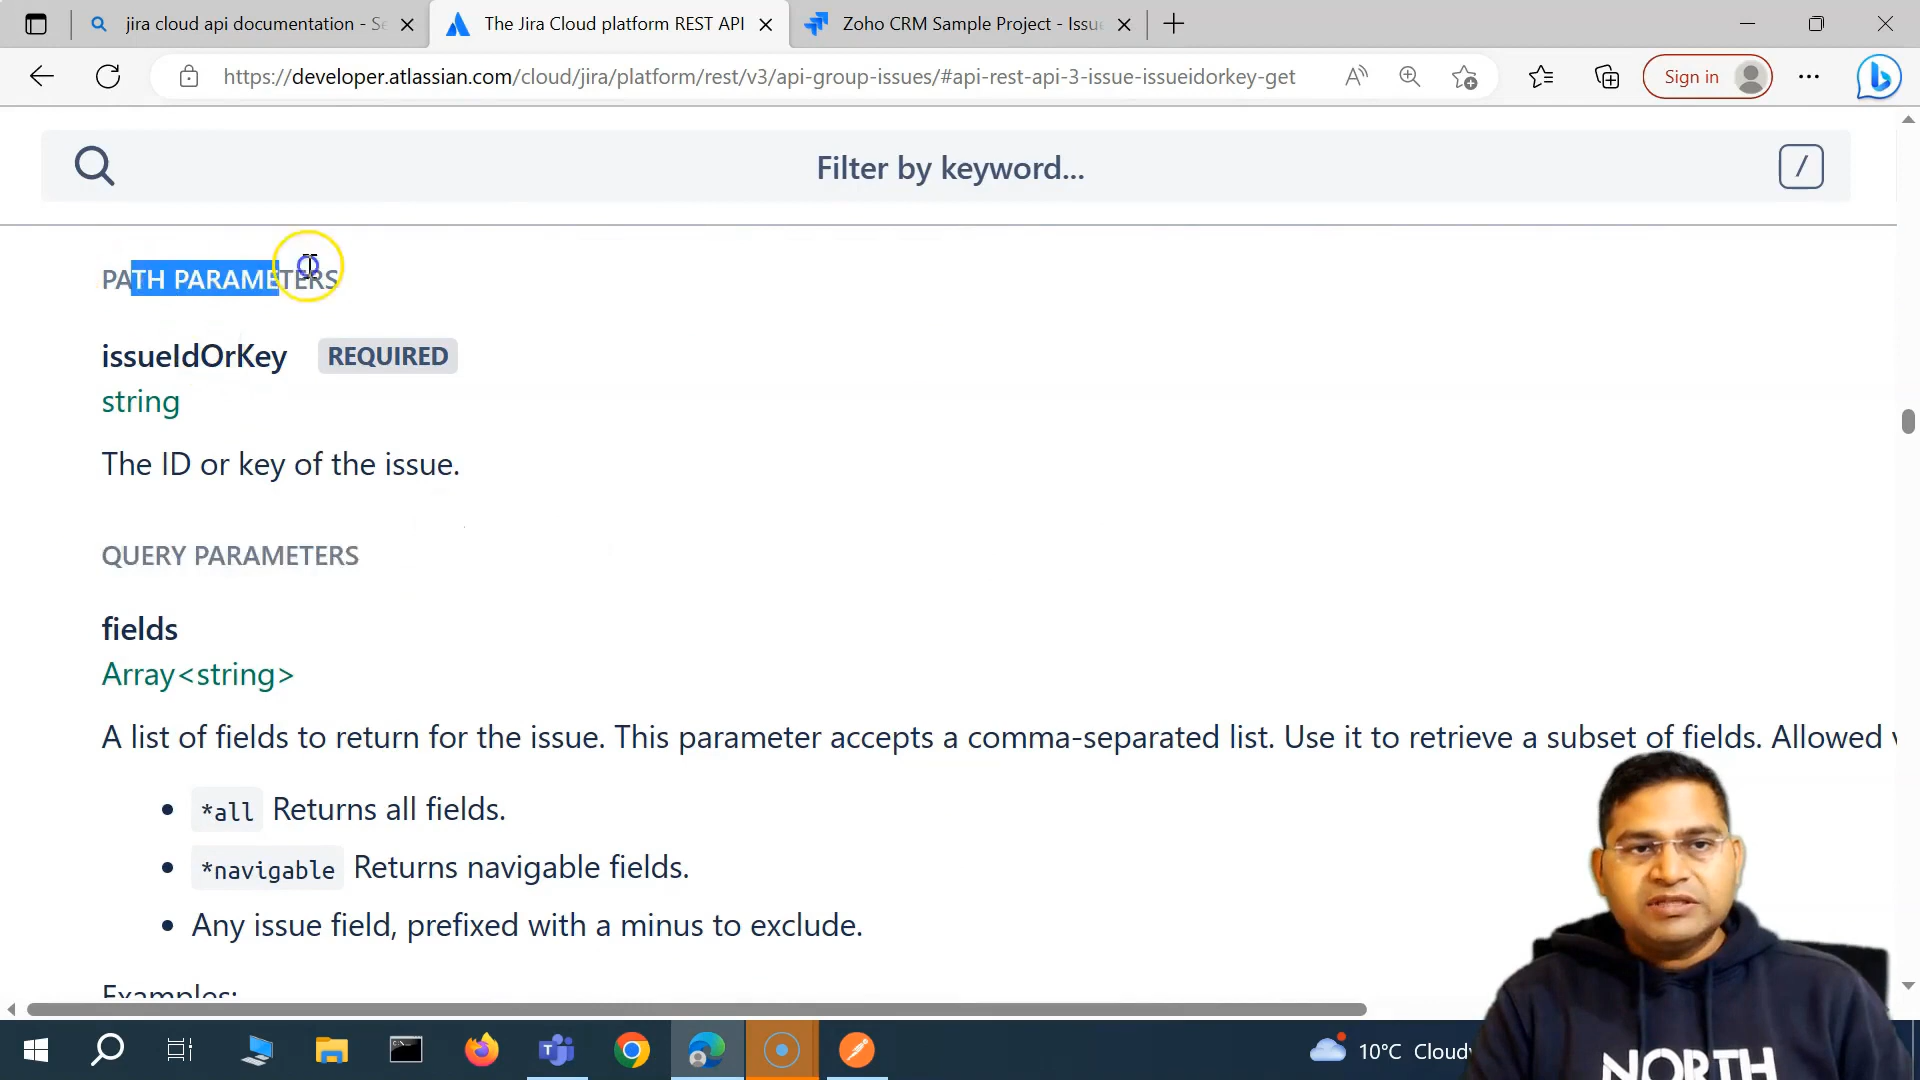 jira cloud api documentation - Se
The Jira Cloud platform REST API
Zoho CRM Sample Project - Issu
https://developer.atlassian.com/cloud/jira/platform/rest/v3/api-group-issues/#api-rest-api-3-issue-issueidorkey-get
Sign in
Filter by keyword...
/
PATH PARAMETERS
issueIdOrKey REQUIRED
string
The ID or key of the issue.
QUERY PARAMETERS
fields
Array<string>
A list of fields to return for the issue. This parameter accepts a comma-separated list. Use it to retrieve a subset of fields. Allowed
*all Returns all fields.
*navigable Returns navigable fields.
Any issue field, prefixed with a minus to exclude.
Examples:
10°C Cloudy
NORTH